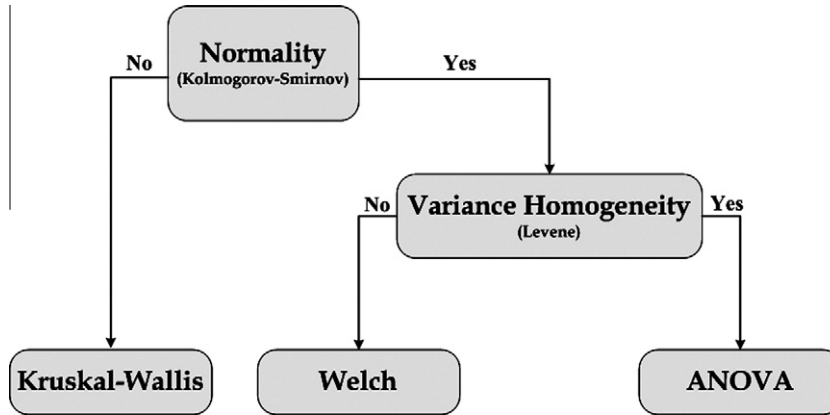 Normality
(Kolmogorov-Smirnov)
No
Yes
Variance Homogeneity
(Levene)
No
Yes
Kruskal-Wallis
Welch
ANOVA